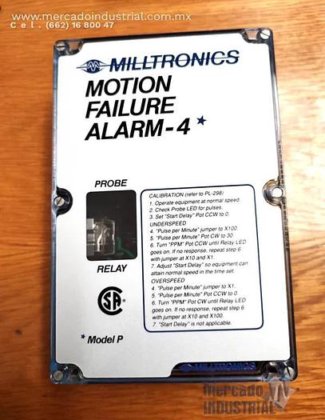 www.mercadoindustrial.com.mx
Cel. (662) 16 800 47
MILLTRONICS
MOTION
FAILURE
ALARM-4 *
PROBE
RELAY
SA
* Model P
CALIBRATION (refer to PL-298)
1. Operate equipment at normal speed.
2. Check Probe LED for pulses.
3. Set "Start Delay" Pot CCW to 0.
UNDERSPEED
4. "Pulse per Minute" jumper to X100.
5. "Pulse per Minute" Pot CW to 30
6. Turn "PPM" Pot CCW until Relay LED
goes on. If no response, repeat step 6
with jumper at X10 and X1.
7. Adjust "Start Delay" so equipment can
attain normal speed in the time set.
OVERSPEED
4. "Pulse per Minute" jumper to X1.
5. "Pulse per Minute" Pot CCW to 0.
6. Turn "PPM" Pot CW until Relay LED
goes on. If no response, repeat step 6
with jumper at X10 and X100
7. "Start Delay" is not applicable.
MILLTRONICS
Mercado
INDUSTRIAL